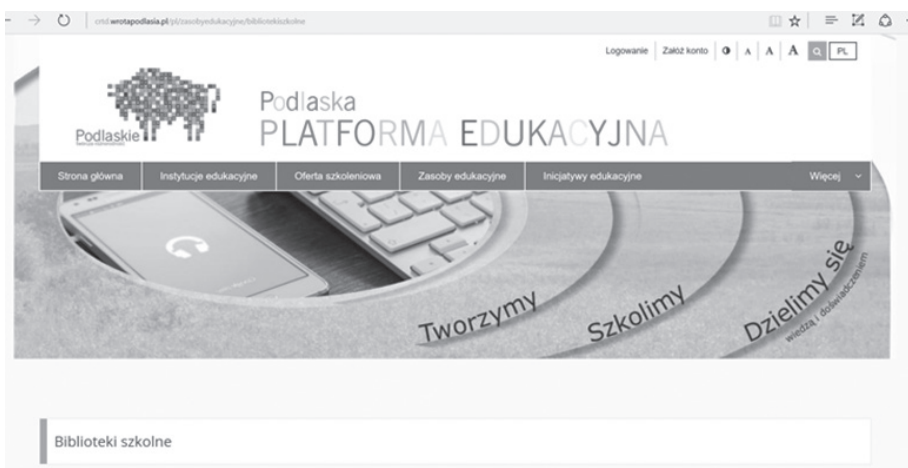 crtd.wrotapodlasia.pl/pl/zasobyedukacyjne/bibliotekiszkolne
Logowanie Załóż konto A A A PL
Podlaskie
Podlaska
PLATFORMA EDUKACYJNA
Strona główna Instytucje edukacyjne Oferta szkoleniowa Zasoby edukacyjne Inicjatywy edukacyjne Więcej
Tworzymy
Szkolimy
Dzielimy się
wiedzą i doświadczeniem
Biblioteki szkolne